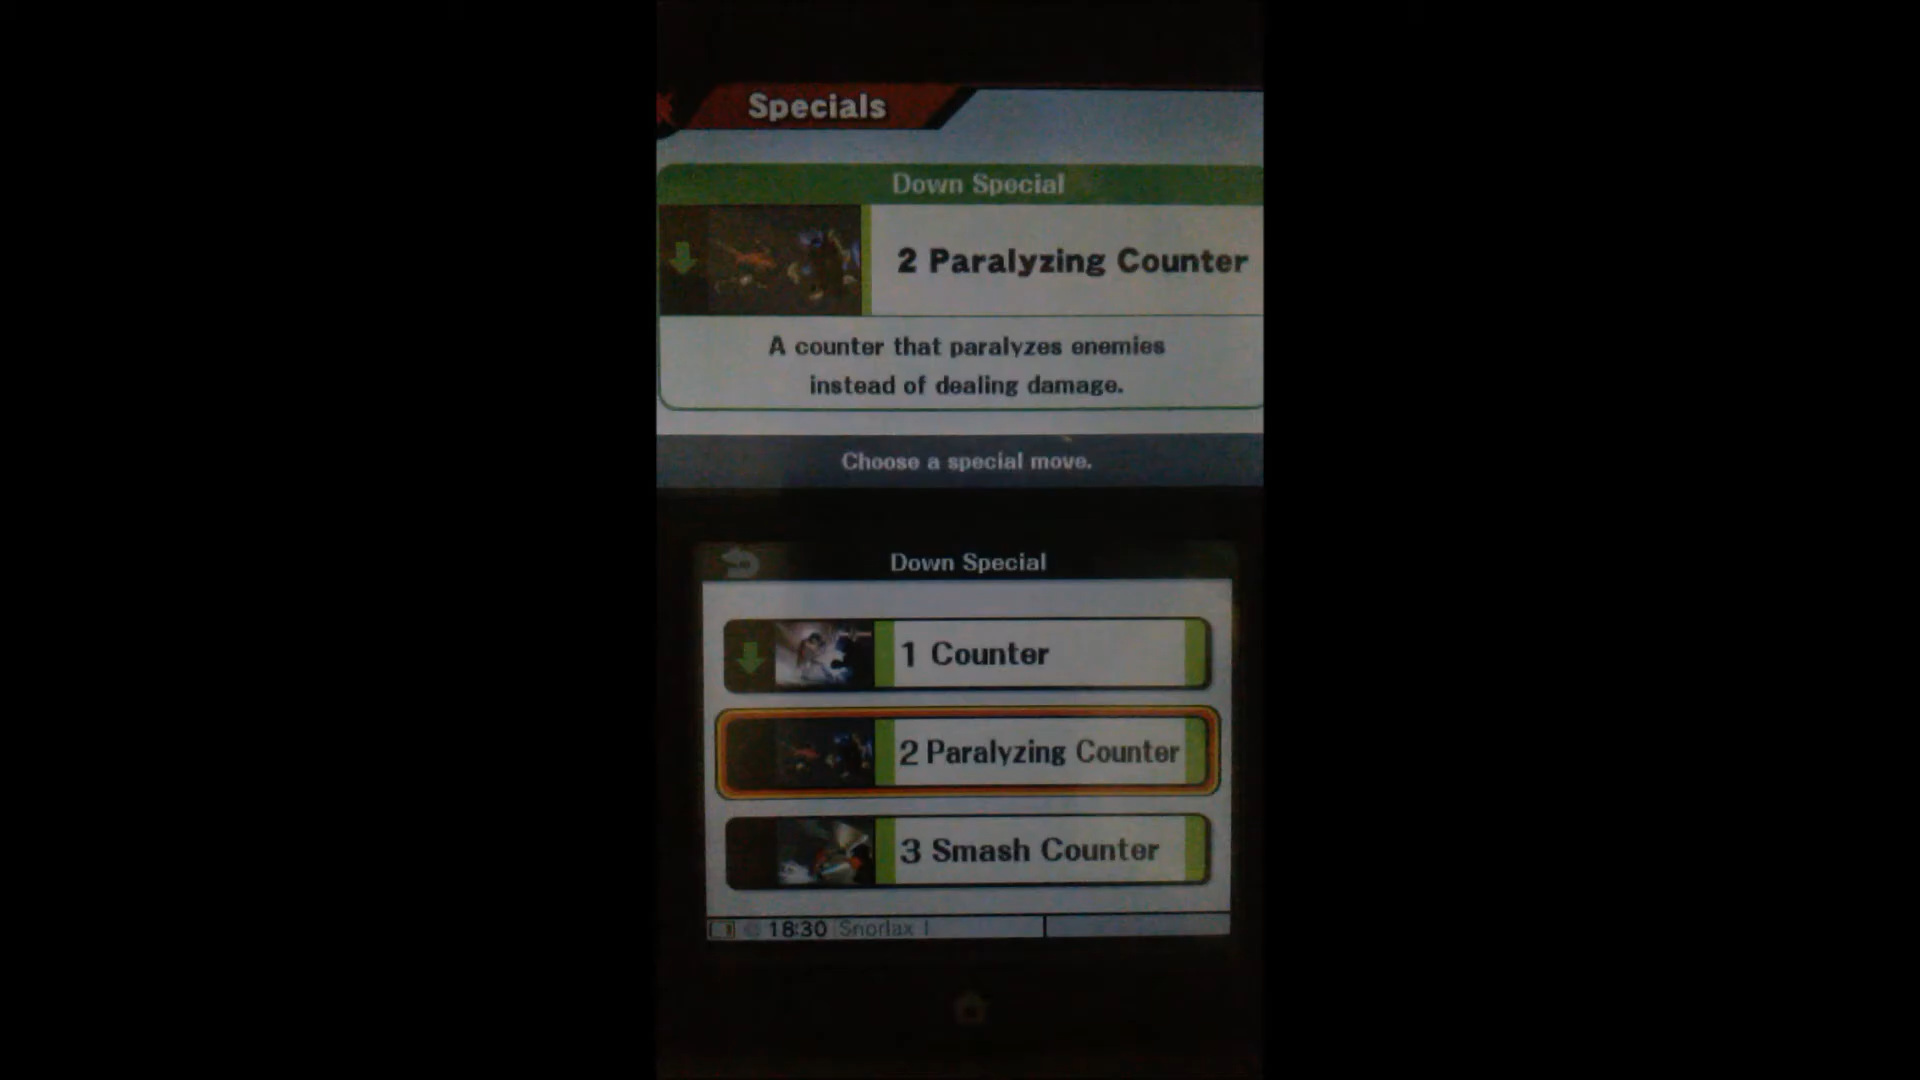 Specials
Down Special
2 Paralyzing Counter
A counter that paralyzes enemies
instead of dealing damage.
Choose a special move.
Down Special
1 Counter
2 Paralyzing Counter
3 Smash Counter
18:30 Snorlax